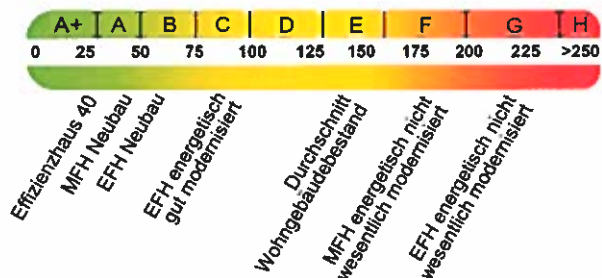 A+ A B C D E F G H
0 25 50 75 100 125 150 175 200 225 >250
Effizienzhaus 40
MFH Neubau
EFH Neubau
EFH energetisch
gut modernisiert
Durchschnitt
Wohngebäudebestand
MFH energetisch nicht
wesentlich modernisiert
EFH energetisch nicht
wesentlich modernisiert